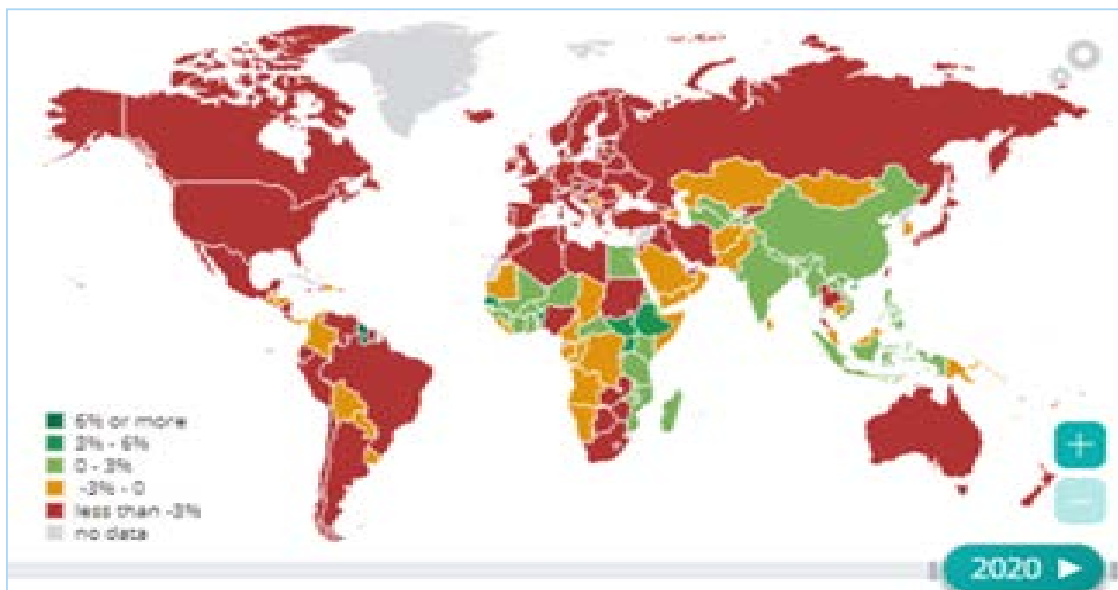 6% or more
3% - 6%
0 - 3%
-3% - 0
less than -3%
no data
+
−
2020